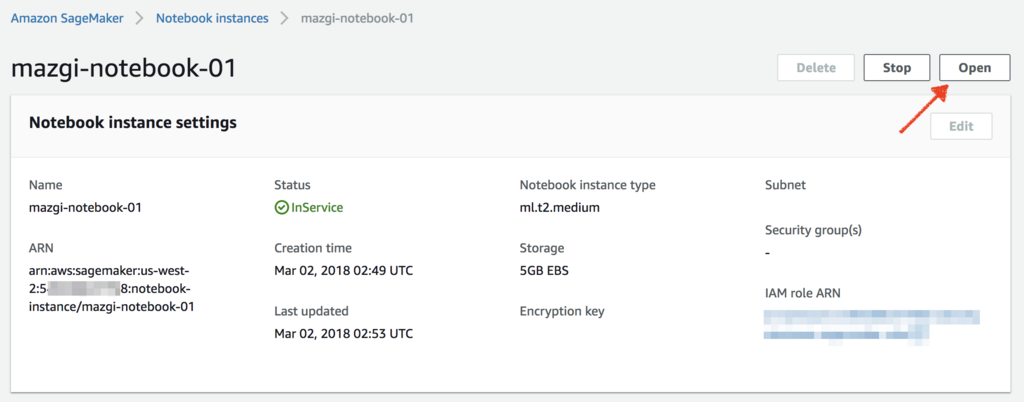 Amazon SageMaker > Notebook instances > mazgi-notebook-01
mazgi-notebook-01
Delete
Stop
Open
Notebook instance settings
Edit
Name
mazgi-notebook-01
ARN
arn:aws:sagemaker:us-west-
2:5 8:notebook-
instance/mazgi-notebook-01
Status
InService
Creation time
Mar 02, 2018 02:49 UTC
Last updated
Mar 02, 2018 02:53 UTC
Notebook instance type
ml.t2.medium
Storage
5GB EBS
Encryption key
Subnet
Security group(s)
-
IAM role ARN